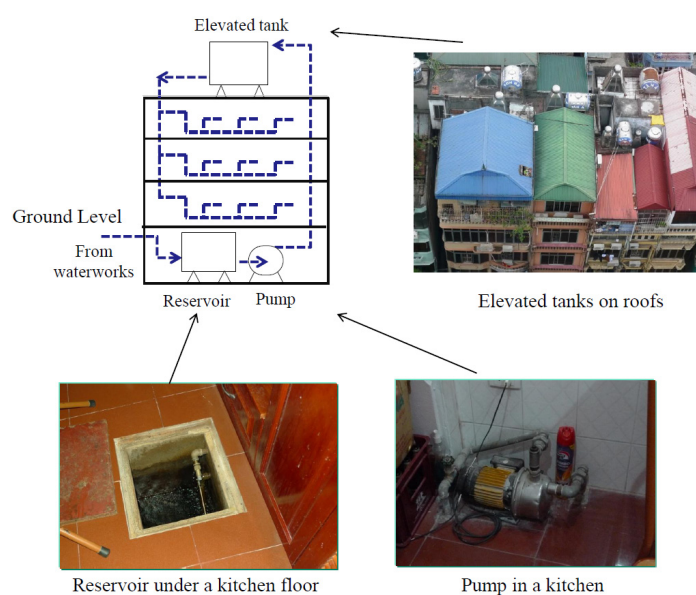 Elevated tank
Ground Level
From
waterworks
Reservoir
Pump
Elevated tanks on roofs
Reservoir under a kitchen floor
Pump in a kitchen